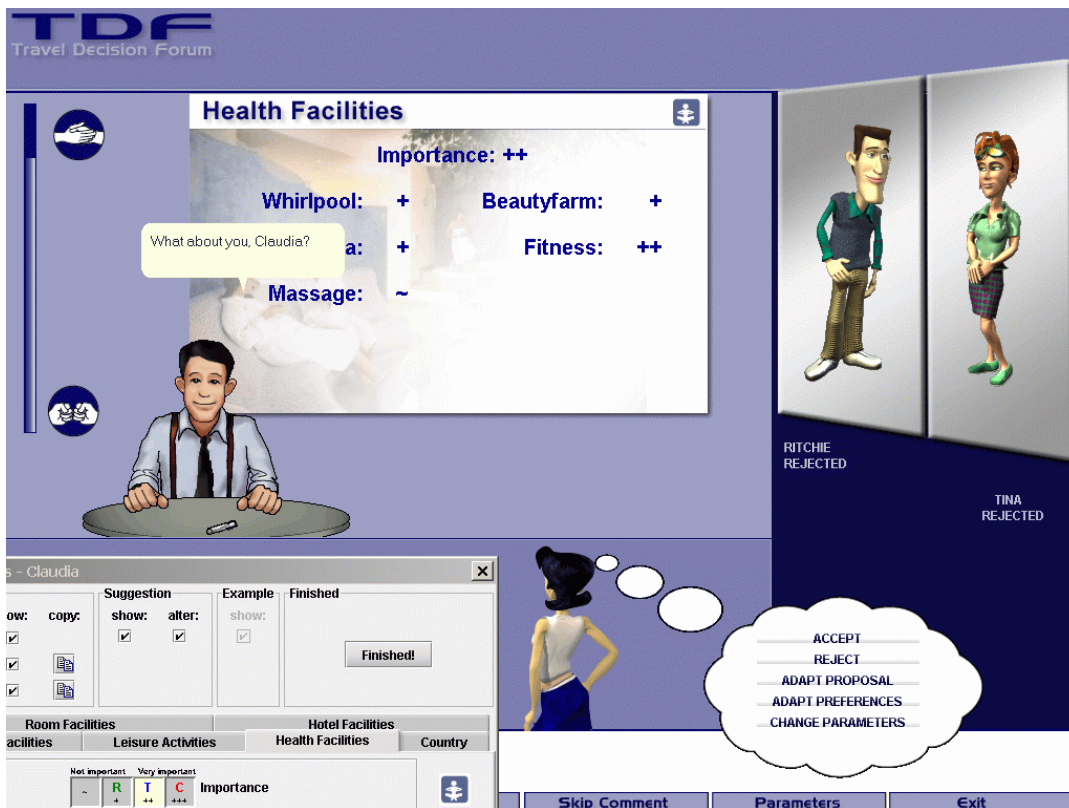 TDF
Travel Decision Forum
Health Facilities
Importance: ++
Whirlpool: +
Beautyfarm: +
What about you, Claudia?
a: +
Fitness: ++
Massage: ~
RITCHIE
REJECTED
TINA
REJECTED
s - Claudia
Suggestion
Example
Finished
ow: copy: show: alter: show:
Finished!
ACCEPT
REJECT
ADAPT PROPOSAL
ADAPT PREFERENCES
CHANGE PARAMETERS
Room Facilities
Hotel Facilities
acilities
Leisure Activities
Health Facilities
Country
Not important Very important
~ R T C Importance
+ ++ +++
Skip Comment
Parameters
Exit